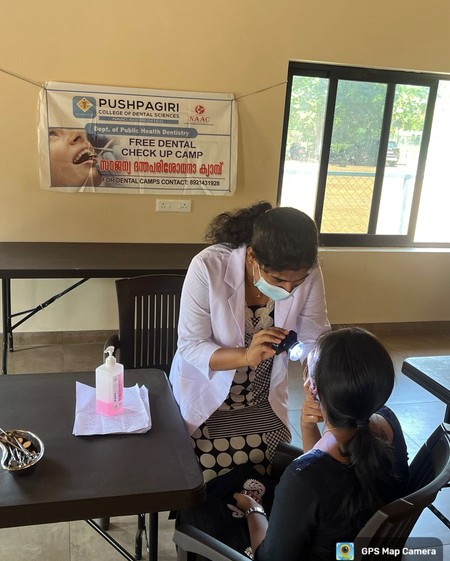 PUSHPAGIRI
COLLEGE OF DENTAL SCIENCES
NAAC
Dept. of Public Health Dentistry
FREE DENTAL
CHECK UP CAMP
സൗജന്യ ദന്തപരിശോധനാ ക്യാമ്പ്
FOR DENTAL CAMPS CONTACT: 8921431928
GPS Map Camera